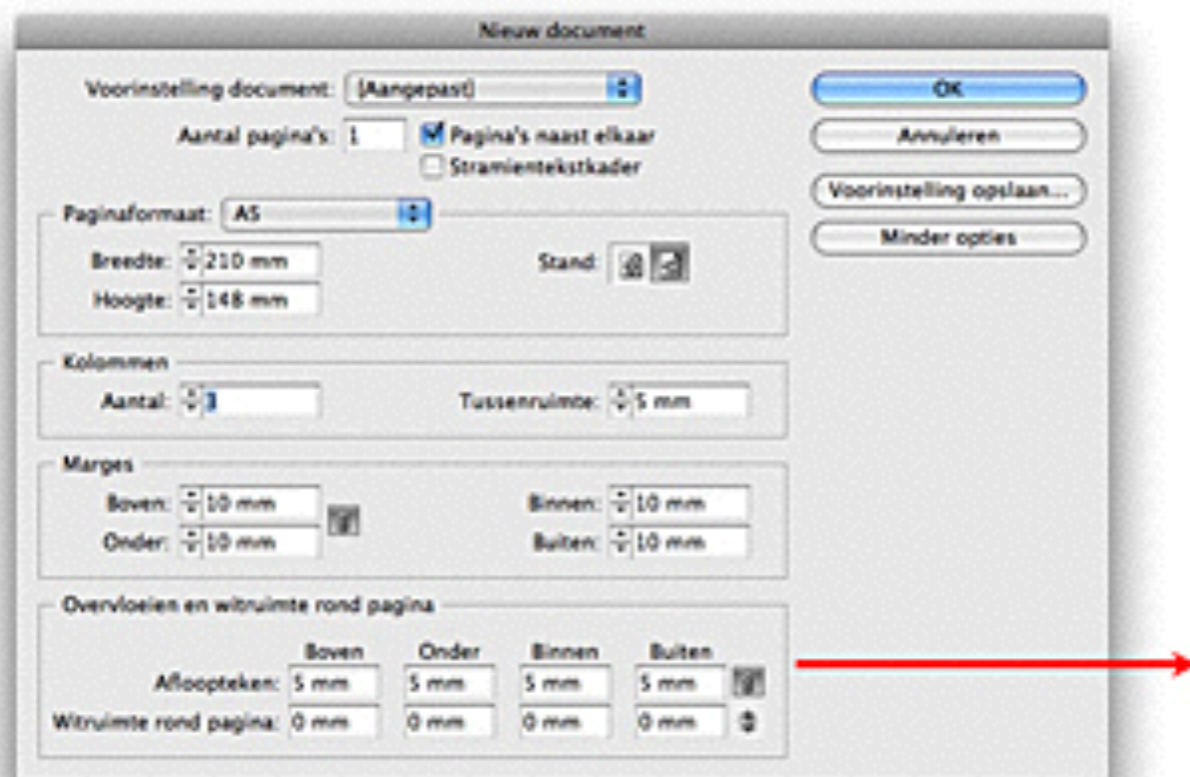 Nieuw document
Voorinstelling document: [Aangepast]
OK
Aantal pagina's: 1
Pagina's naast elkaar
Annuleren
Stramientekstkader
Voorinstelling opslaan...
Paginaformaat: A5
Minder opties
Breedte: 210 mm
Stand:
Hoogte: 148 mm
Kolommen
Aantal: 3
Tussenruimte: 5 mm
Marges
Boven: 10 mm
Binnen: 10 mm
Onder: 10 mm
Buiten: 10 mm
Overvloeien en witruimte rond pagina
Boven Onder Binnen Buiten
Afloopteken: 5 mm 5 mm 5 mm 5 mm
Witruimte rond pagina: 0 mm 0 mm 0 mm 0 mm